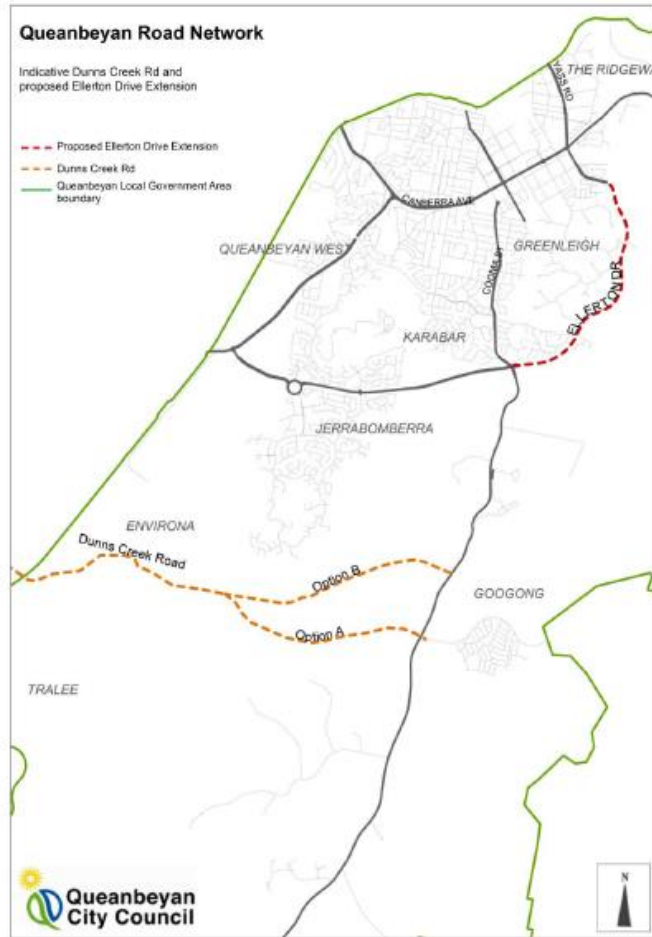 Queanbeyan Road Network
Indicative Dunns Creek Rd and
proposed Ellerton Drive Extension
Proposed Ellerton Drive Extension
Dunns Creek Rd
Queanbeyan Local Government Area
boundary
THE RIDGEWA
YASS RD
CANBERRA AVE
QUEANBEYAN WEST
GREENLEIGH
COOMA ST
ELLERTON DR
KARABAR
JERRABOMBERRA
ENVIRONA
Dunns Creek Road
Option B
GOOGONG
Option A
TRALEE
N
Queanbeyan
City Council